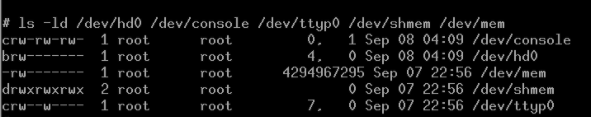 # ls -ld /dev/hd0 /dev/console /dev/ttyp0 /dev/shmem /dev/mem
crw-rw-rw-  1 root      root              0,   1 Sep 08 04:09 /dev/console
brw-------  1 root      root              4,   0 Sep 08 04:09 /dev/hd0
-rw-------  1 root      root         4294967295 Sep 07 22:56 /dev/mem
drwxrwxrwx  2 root      root                   0 Sep 07 22:56 /dev/shmem
crw--w----  1 root      root              7,   0 Sep 07 22:56 /dev/ttyp0